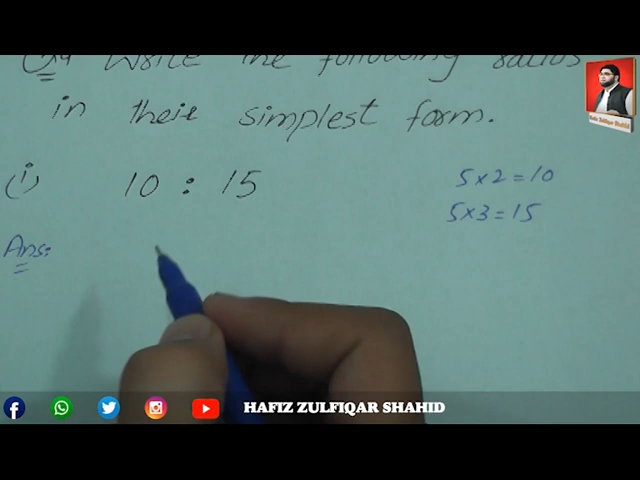 Q4 Write the following ratios
in their simplest form.
(i) 10 : 15
5×2=10
5×3=15
Ans:
HAFIZ ZULFIQAR SHAHID